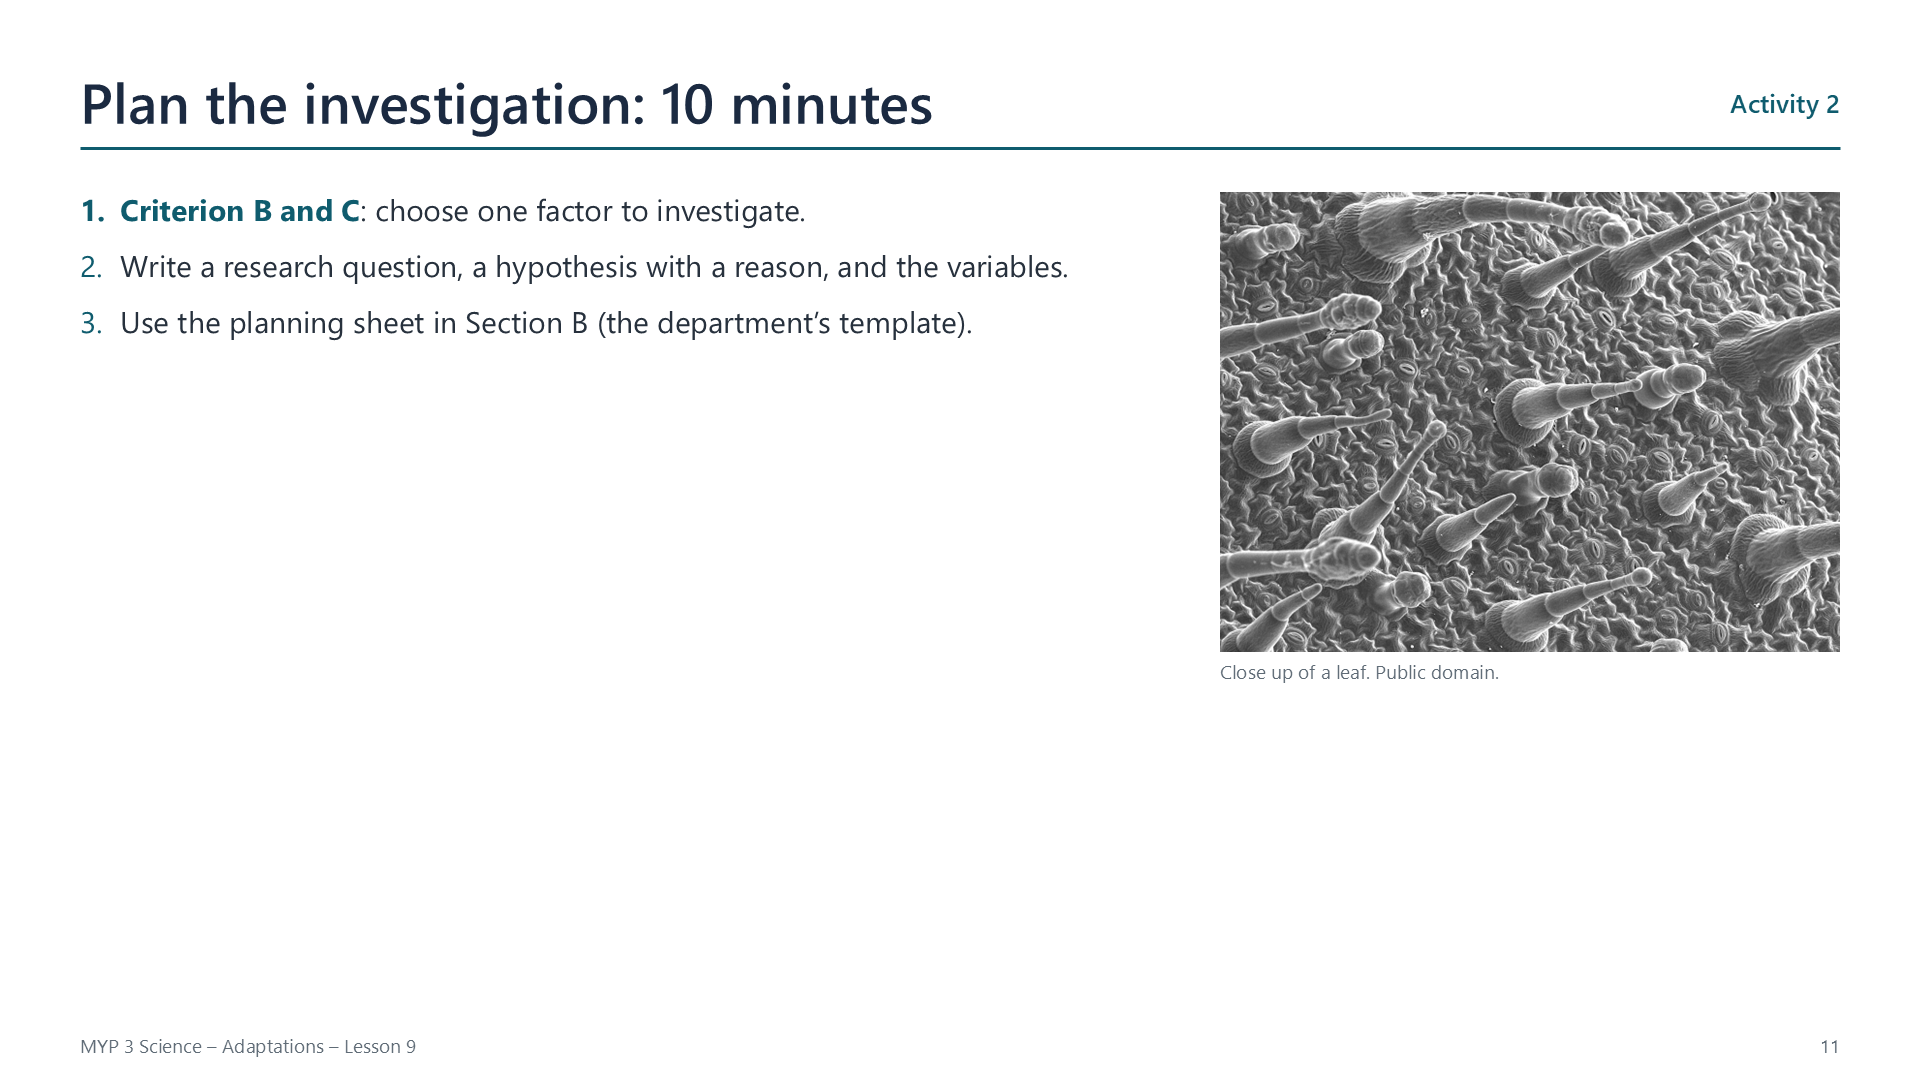 Plan the investigation: 10 minutes
Activity 2
1. Criterion B and C: choose one factor to investigate.
2. Write a research question, a hypothesis with a reason, and the variables.
3. Use the planning sheet in Section B (the department’s template).
Close up of a leaf. Public domain.
MYP 3 Science – Adaptations – Lesson 9
11